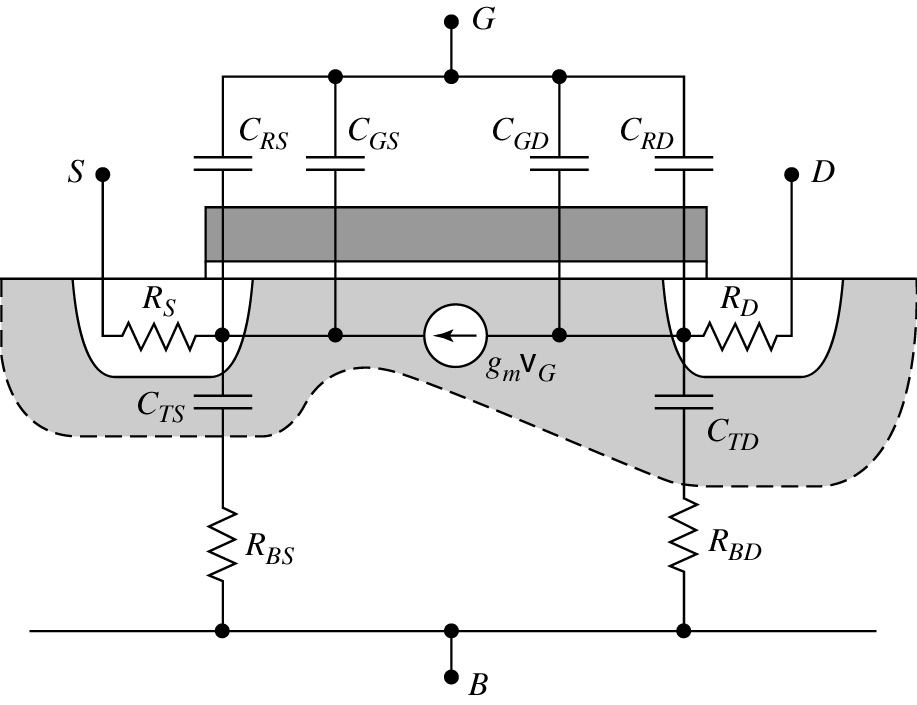 G
C_RS
C_GS
C_GD
C_RD
S
D
R_S
R_D
g_m v_G
C_TS
C_TD
R_BS
R_BD
B